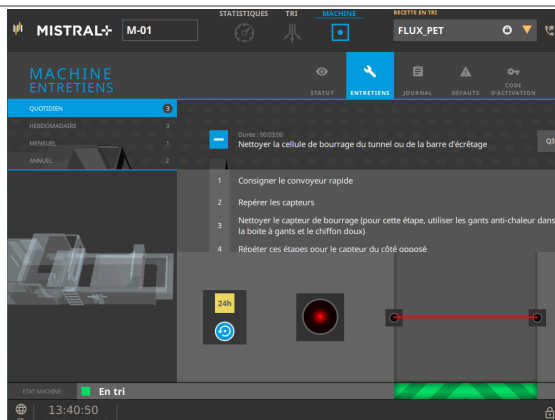 STATISTIQUES TRI MACHINE RECETTE EN TRI
MISTRAL+ M-01 FLUX_PET
MACHINE
ENTRETIENS
STATUT ENTRETIENS JOURNAL DÉFAUTS CODE D'ACTIVATION
QUOTIDIEN 3
HEBDOMADAIRE 3
MENSUEL 1
ANNUEL 2
Durée : 00:03:00
Nettoyer la cellule de bourrage du tunnel ou de la barre d'écrêtage
1 Consigner le convoyeur rapide
2 Repérer les capteurs
3 Nettoyer le capteur de bourrage (pour cette étape, utiliser les gants anti-chaleur dans
la boite à gants et le chiffon doux)
4 Répéter ces étapes pour le capteur du côté opposé
24h
ETAT MACHINE En tri
13:40:50